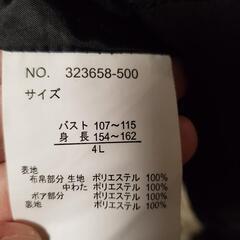 NO. 323658-500
サイズ
バスト 107～115
身 長 154～162
4L
表地
布帛部分 生地 ポリエステル 100%
中わた ポリエステル 100%
ボア部分 ポリエステル 100%
裏地 ポリエステル 100%